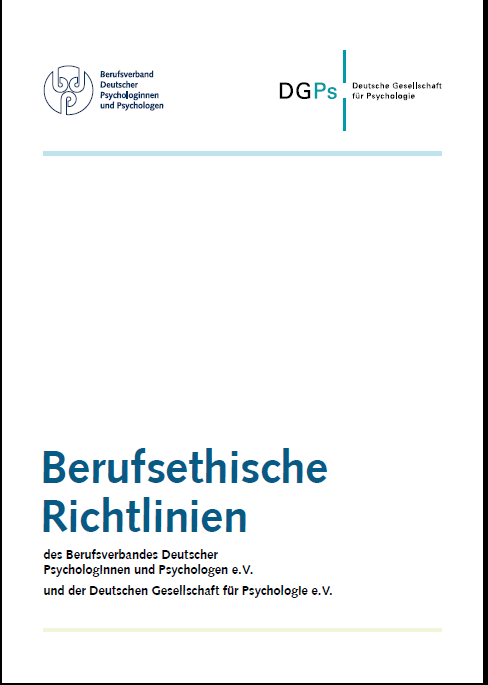 Berufsverband
Deutscher
Psychologinnen
und Psychologen
DGPs
Deutsche Gesellschaft
für Psychologie
Berufsethische
Richtlinien
des Berufsverbandes Deutscher
Psychologinnen und Psychologen e.V.
und der Deutschen Gesellschaft für Psychologie e.V.